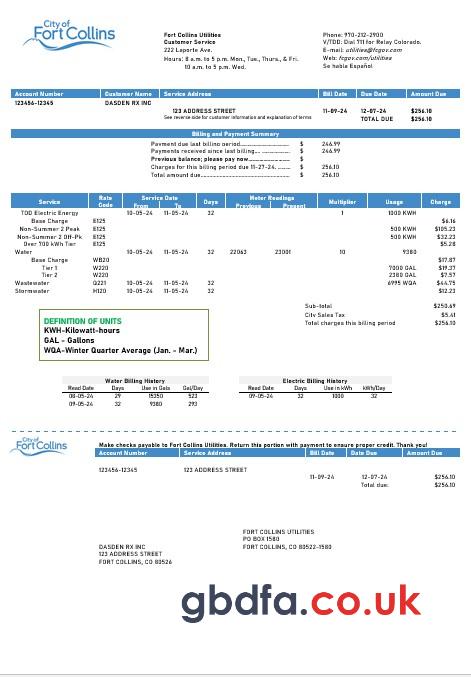 City of
Fort Collins
Fort Collins Utilities
Customer Service
222 Laporte Ave.
Hours: 8 a.m. to 5 p.m. Mon., Tue., Thurs., & Fri.
10 a.m. to 5 p.m. Wed.
Phone: 970-212-2900
V/TDD: Dial 711 for Relay Colorado.
E-mail: utilities@fcgov.com
Web: fcgov.com/utilities
Se hable Español
Account Number Customer Name Service Address Bill Date Due Date Amount Due
123456-12345 DASDEN RX INC
123 ADDRESS STREET 11-09-24 12-07-24 $256.10
See reverse side for customer information and explanation of terms TOTAL DUE $256.10
Billing and Payment Summary
Payment due last billing period $ 246.99
Payments received since last billing $ 246.99
Previous balance; please pay now $
Charges for this billing period due 11-27-24 $ 256.10
Total amount due $ 256.10
Service Rate Code Service Date From To Days Meter Readings Previous Present Multiplier Usage Charge
TOD Electric Energy 10-05-24 11-05-24 32 1 1000 KWH
Base Charge E125 $6.16
Non-Summer 2 Peak E125 500 KWH $105.23
Non-Summer 2 Off-Pk E125 500 KWH $32.23
Over 700 kWh Tier E125 $5.28
Water 10-05-24 11-05-24 32 22063 23001 10 9380
Base Charge WB20 $17.87
Tier 1 W220 7000 GAL $19.37
Tier 2 W220 2380 GAL $7.57
Wastewater Q221 10-05-24 11-05-24 32 6995 WQA $44.75
Stormwater H120 10-05-24 11-05-24 32 $12.23
DEFINITION OF UNITS
KWH-Kilowatt-hours
GAL - Gallons
WQA-Winter Quarter Average (Jan. - Mar.)
Sub-total $250.69
City Sales Tax $5.41
Total charges this billing period $256.10
Water Billing History
Read Date Days Use in Gals Gal/Day
08-05-24 29 15350 523
09-05-24 32 9380 293
Electric Billing History
Read Date Days Use in kWh kWh/Day
09-05-24 32 1000 32
City of
Fort Collins
Make checks payable to Fort Collins Utilities. Return this portion with payment to ensure proper credit. Thank you!
Account Number Service Address Bill Date Date Due Amount Due
123456-12345 123 ADDRESS STREET
11-09-24 12-07-24 $256.10
Total due: $256.10
FORT COLLINS UTILITIES
PO BOX 1580
FORT COLLINS, CO 80522-1580
DASDEN RX INC
123 ADDRESS STREET
FORT COLLINS, CO 80526
gbdfa.co.uk